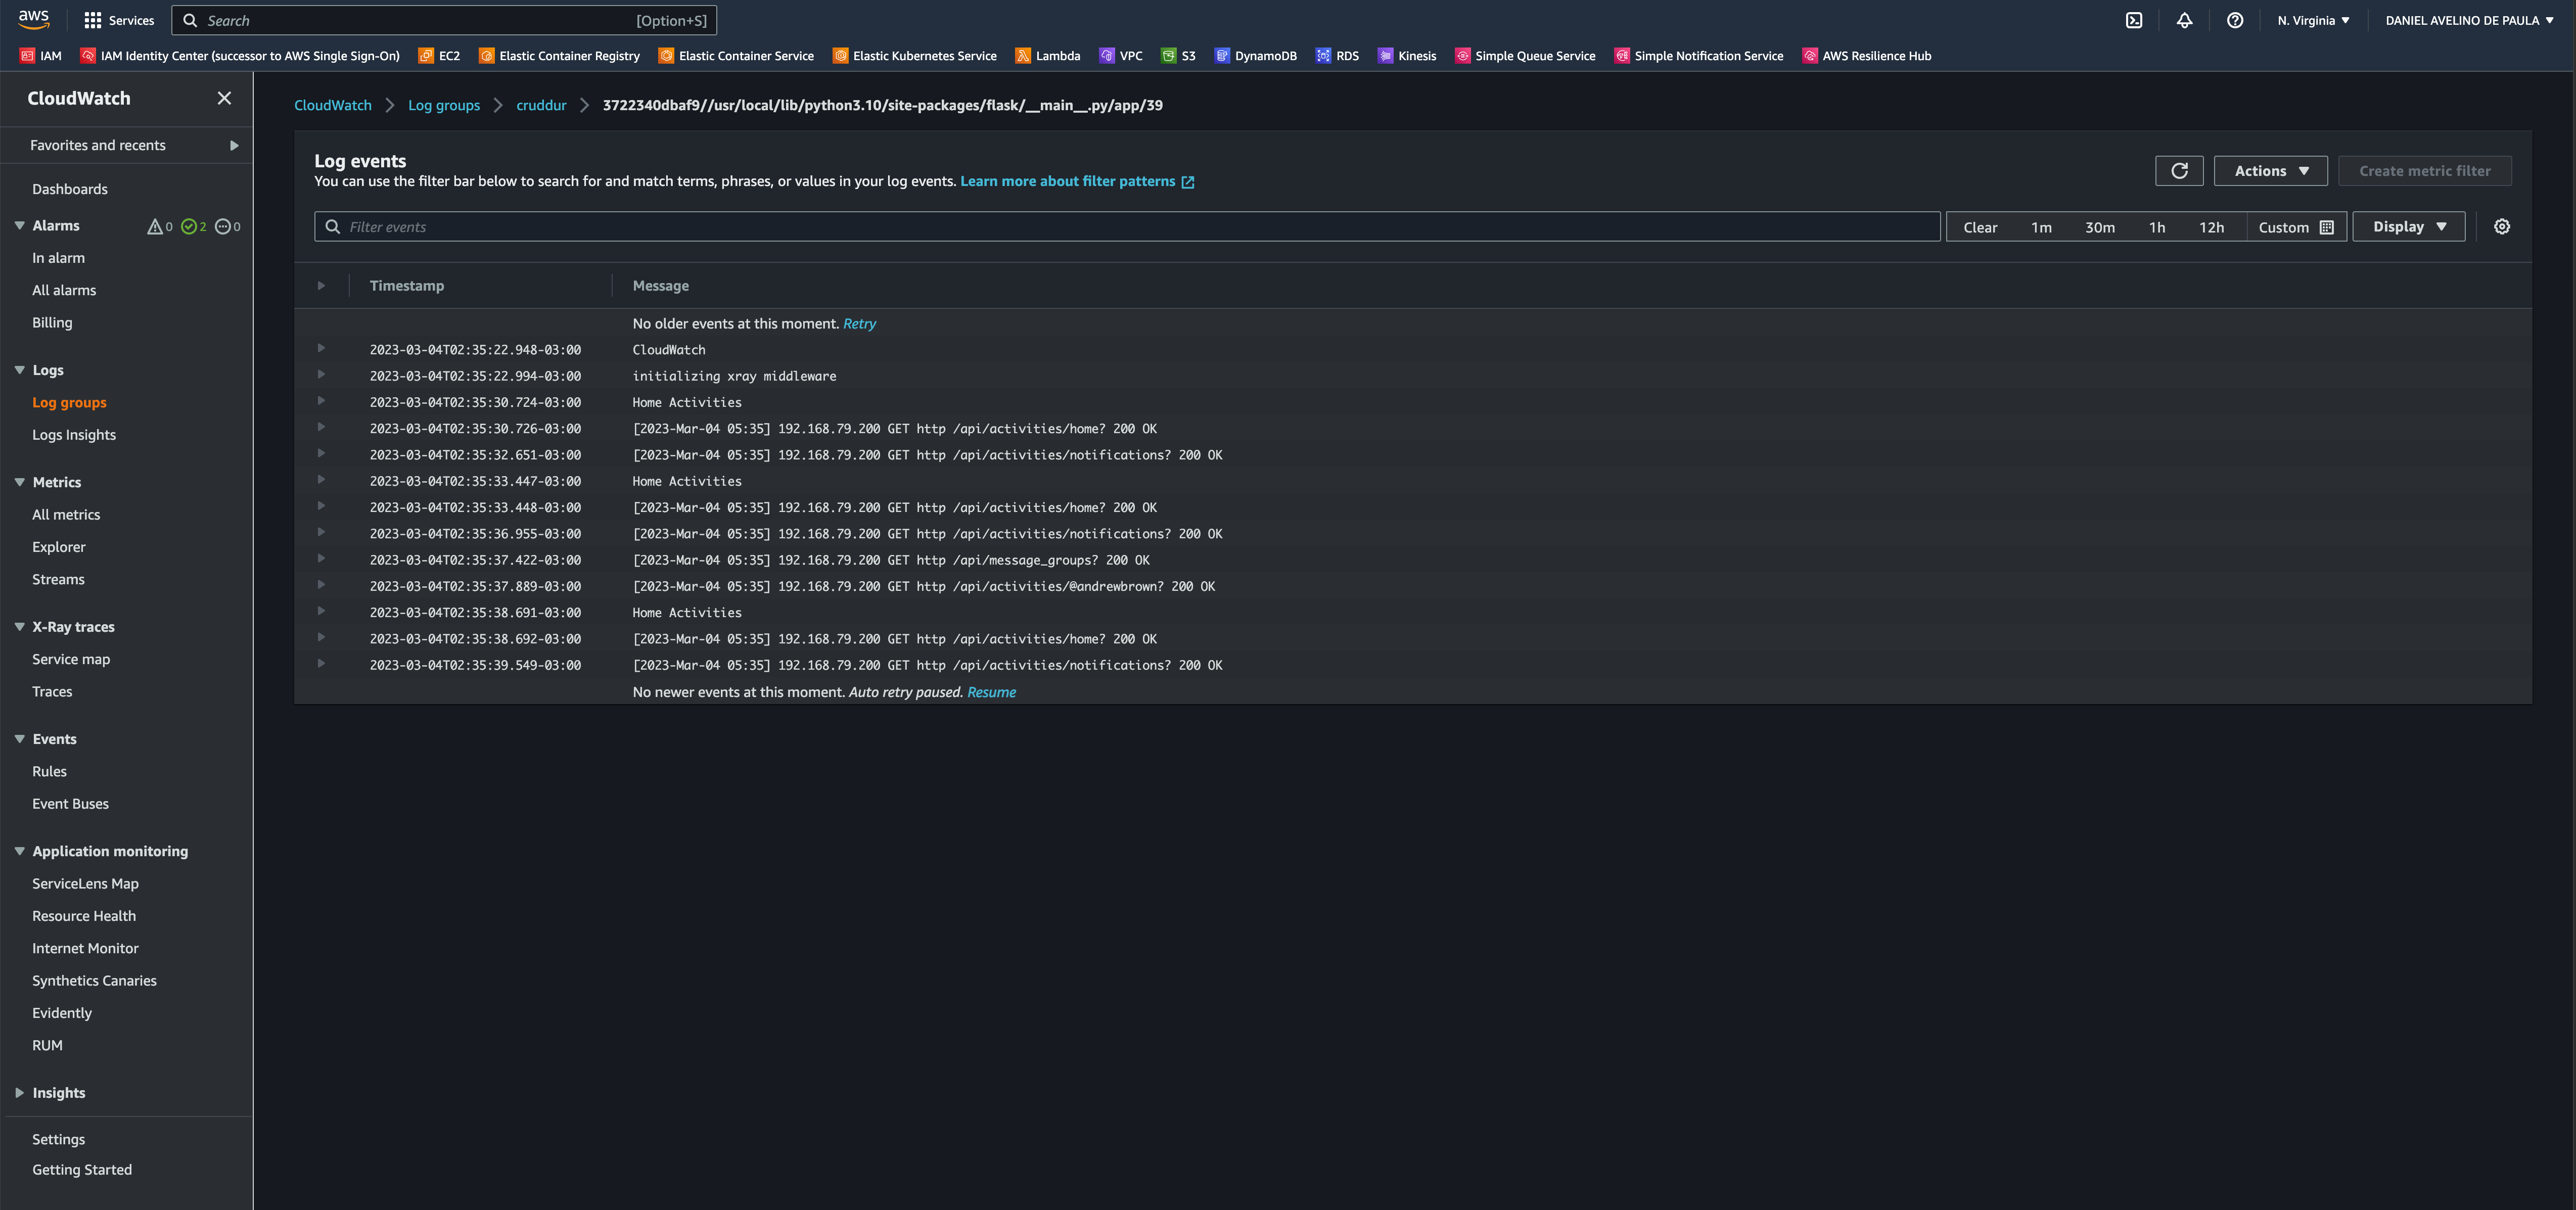 aws
Services
Search
[Option+S]
N. Virginia
DANIEL AVELINO DE PAULA
IAM
IAM Identity Center (successor to AWS Single Sign-On)
EC2
Elastic Container Registry
Elastic Container Service
Elastic Kubernetes Service
Lambda
VPC
S3
DynamoDB
RDS
Kinesis
Simple Queue Service
Simple Notification Service
AWS Resilience Hub
CloudWatch
Favorites and recents
Dashboards
Alarms
0
2
0
In alarm
All alarms
Billing
Logs
Log groups
Logs Insights
Metrics
All metrics
Explorer
Streams
X-Ray traces
Service map
Traces
Events
Rules
Event Buses
Application monitoring
ServiceLens Map
Resource Health
Internet Monitor
Synthetics Canaries
Evidently
RUM
Insights
Settings
Getting Started
CloudWatch
Log groups
cruddur
3722340dbaf9//usr/local/lib/python3.10/site-packages/flask/__main__.py/app/39
Log events
You can use the filter bar below to search for and match terms, phrases, or values in your log events. Learn more about filter patterns
Actions
Create metric filter
Filter events
Clear
1m
30m
1h
12h
Custom
Display
Timestamp
Message
No older events at this moment. Retry
2023-03-04T02:35:22.948-03:00 CloudWatch
2023-03-04T02:35:22.994-03:00 initializing xray middleware
2023-03-04T02:35:30.724-03:00 Home Activities
2023-03-04T02:35:30.726-03:00 [2023-Mar-04 05:35] 192.168.79.200 GET http /api/activities/home? 200 OK
2023-03-04T02:35:32.651-03:00 [2023-Mar-04 05:35] 192.168.79.200 GET http /api/activities/notifications? 200 OK
2023-03-04T02:35:33.447-03:00 Home Activities
2023-03-04T02:35:33.448-03:00 [2023-Mar-04 05:35] 192.168.79.200 GET http /api/activities/home? 200 OK
2023-03-04T02:35:36.955-03:00 [2023-Mar-04 05:35] 192.168.79.200 GET http /api/activities/notifications? 200 OK
2023-03-04T02:35:37.422-03:00 [2023-Mar-04 05:35] 192.168.79.200 GET http /api/message_groups? 200 OK
2023-03-04T02:35:37.889-03:00 [2023-Mar-04 05:35] 192.168.79.200 GET http /api/activities/@andrewbrown? 200 OK
2023-03-04T02:35:38.691-03:00 Home Activities
2023-03-04T02:35:38.692-03:00 [2023-Mar-04 05:35] 192.168.79.200 GET http /api/activities/home? 200 OK
2023-03-04T02:35:39.549-03:00 [2023-Mar-04 05:35] 192.168.79.200 GET http /api/activities/notifications? 200 OK
No newer events at this moment. Auto retry paused. Resume